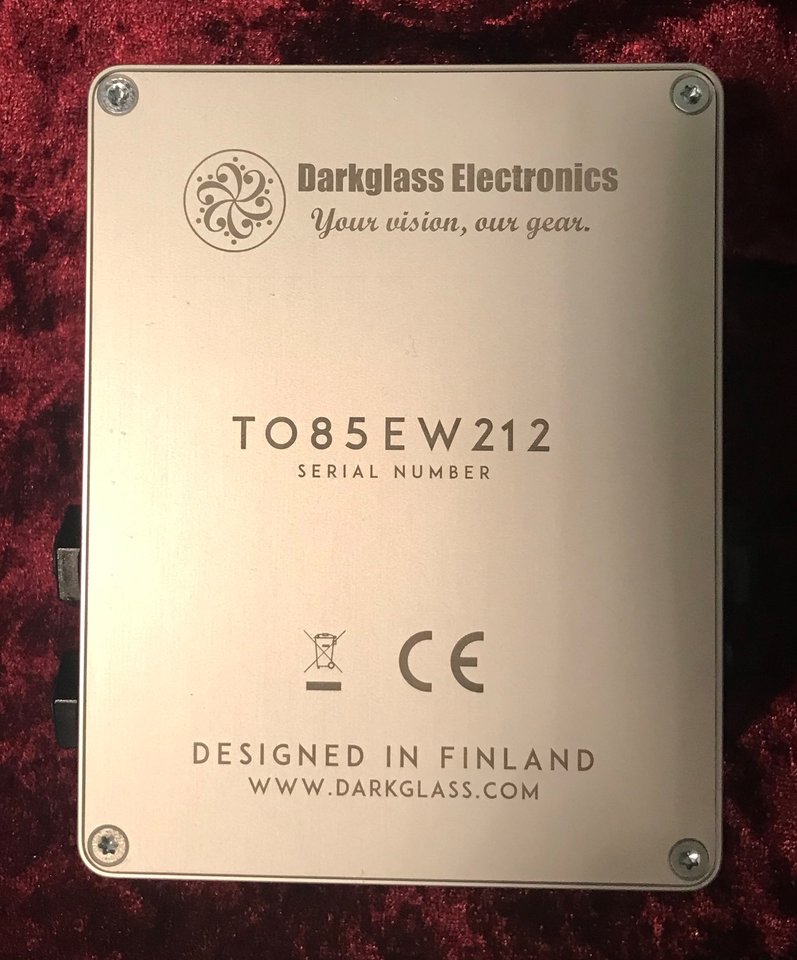 Darkglass Electronics
Your vision, our gear.
TO85EW212
SERIAL NUMBER
CE
DESIGNED IN FINLAND
WWW.DARKGLASS.COM